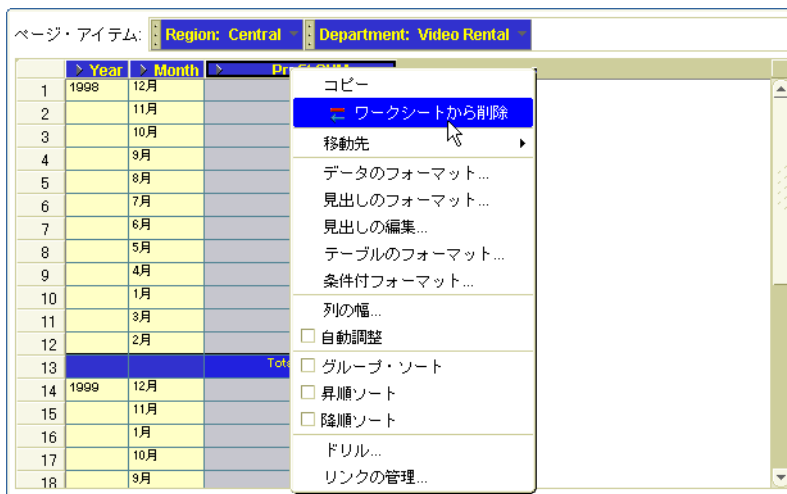 ページ・アイテム: Region: Central Department: Video Rental
> Year > Month >
1 1998 12月
2 11月
3 10月
4 9月
5 8月
6 7月
7 6月
8 5月
9 4月
10 1月
11 3月
12 2月
13
14 1999 12月
15 11月
16 1月
17 10月
18 9月
コピー
ワークシートから削除
移動先
データのフォーマット...
見出しのフォーマット...
見出しの編集...
テーブルのフォーマット...
条件付フォーマット...
列の幅...
自動調整
グループ・ソート
昇順ソート
降順ソート
ドリル...
リンクの管理...